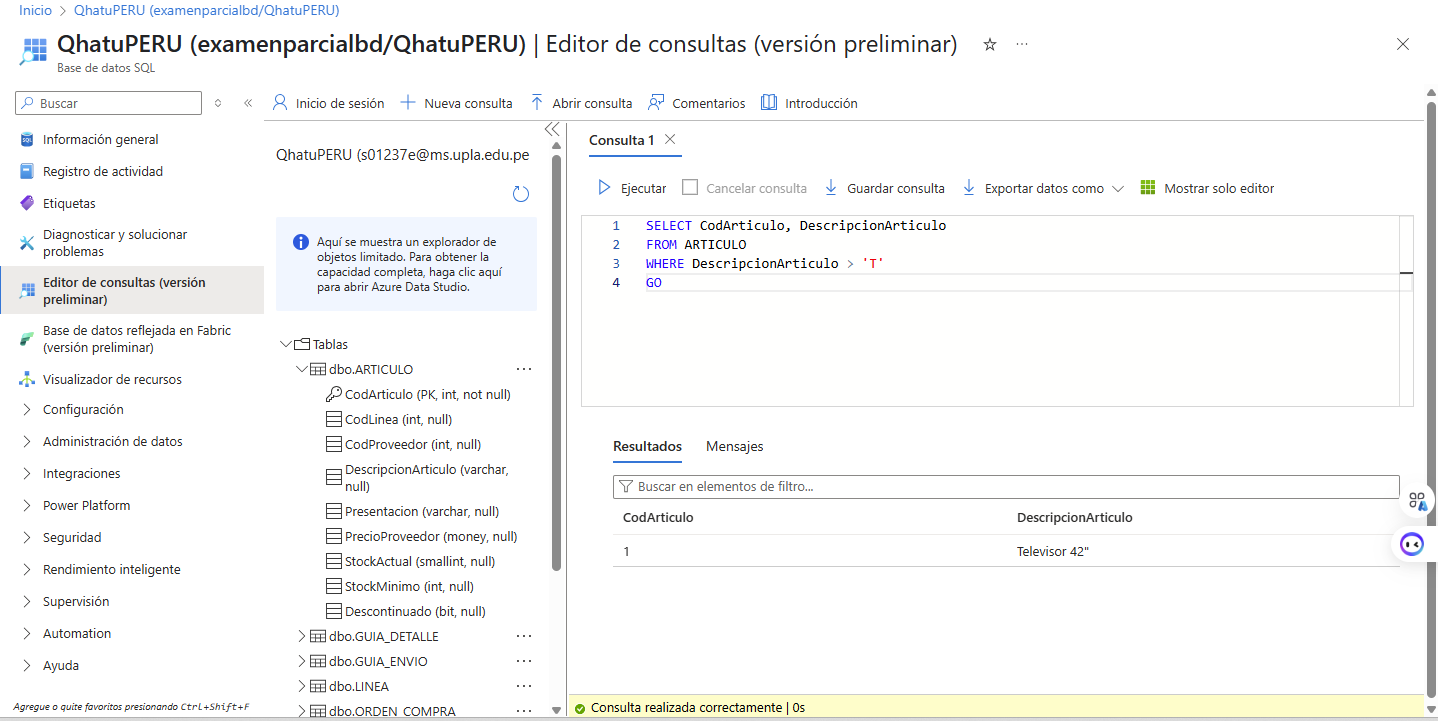 Inicio > QhatuPERU (examenparcialbd/QhatuPERU)
QhatuPERU (examenparcialbd/QhatuPERU) | Editor de consultas (versión preliminar)
Base de datos SQL
Buscar
Información general
Registro de actividad
Etiquetas
Diagnosticar y solucionar
problemas
Editor de consultas (versión
preliminar)
Base de datos reflejada en Fabric
(versión preliminar)
Visualizador de recursos
Configuración
Administración de datos
Integraciones
Power Platform
Seguridad
Rendimiento inteligente
Supervisión
Automation
Ayuda
Agregue o quite favoritos presionando Ctrl+Shift+F
Inicio de sesión
Nueva consulta
Abrir consulta
Comentarios
Introducción
QhatuPERU (s01237e@ms.upla.edu.pe
Aquí se muestra un explorador de
objetos limitado. Para obtener la
capacidad completa, haga clic aquí
para abrir Azure Data Studio.
Tablas
dbo.ARTICULO ...
CodArticulo (PK, int, not null)
CodLinea (int, null)
CodProveedor (int, null)
DescripcionArticulo (varchar,
null)
Presentacion (varchar, null)
PrecioProveedor (money, null)
StockActual (smallint, null)
StockMinimo (int, null)
Descontinuado (bit, null)
dbo.GUIA_DETALLE ...
dbo.GUIA_ENVIO ...
dbo.LINEA ...
dbo.ORDEN_COMPRA ...
Consulta 1
Ejecutar
Cancelar consulta
Guardar consulta
Exportar datos como
Mostrar solo editor
1 SELECT CodArticulo, DescripcionArticulo
2 FROM ARTICULO
3 WHERE DescripcionArticulo > 'T'
4 GO
Resultados Mensajes
Buscar en elementos de filtro...
CodArticulo DescripcionArticulo
1 Televisor 42"
Consulta realizada correctamente | 0s